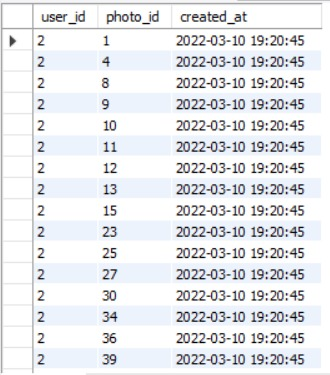 user_id photo_id created_at
2 1 2022-03-10 19:20:45
2 4 2022-03-10 19:20:45
2 8 2022-03-10 19:20:45
2 9 2022-03-10 19:20:45
2 10 2022-03-10 19:20:45
2 11 2022-03-10 19:20:45
2 12 2022-03-10 19:20:45
2 13 2022-03-10 19:20:45
2 15 2022-03-10 19:20:45
2 23 2022-03-10 19:20:45
2 25 2022-03-10 19:20:45
2 27 2022-03-10 19:20:45
2 30 2022-03-10 19:20:45
2 34 2022-03-10 19:20:45
2 36 2022-03-10 19:20:45
2 39 2022-03-10 19:20:45